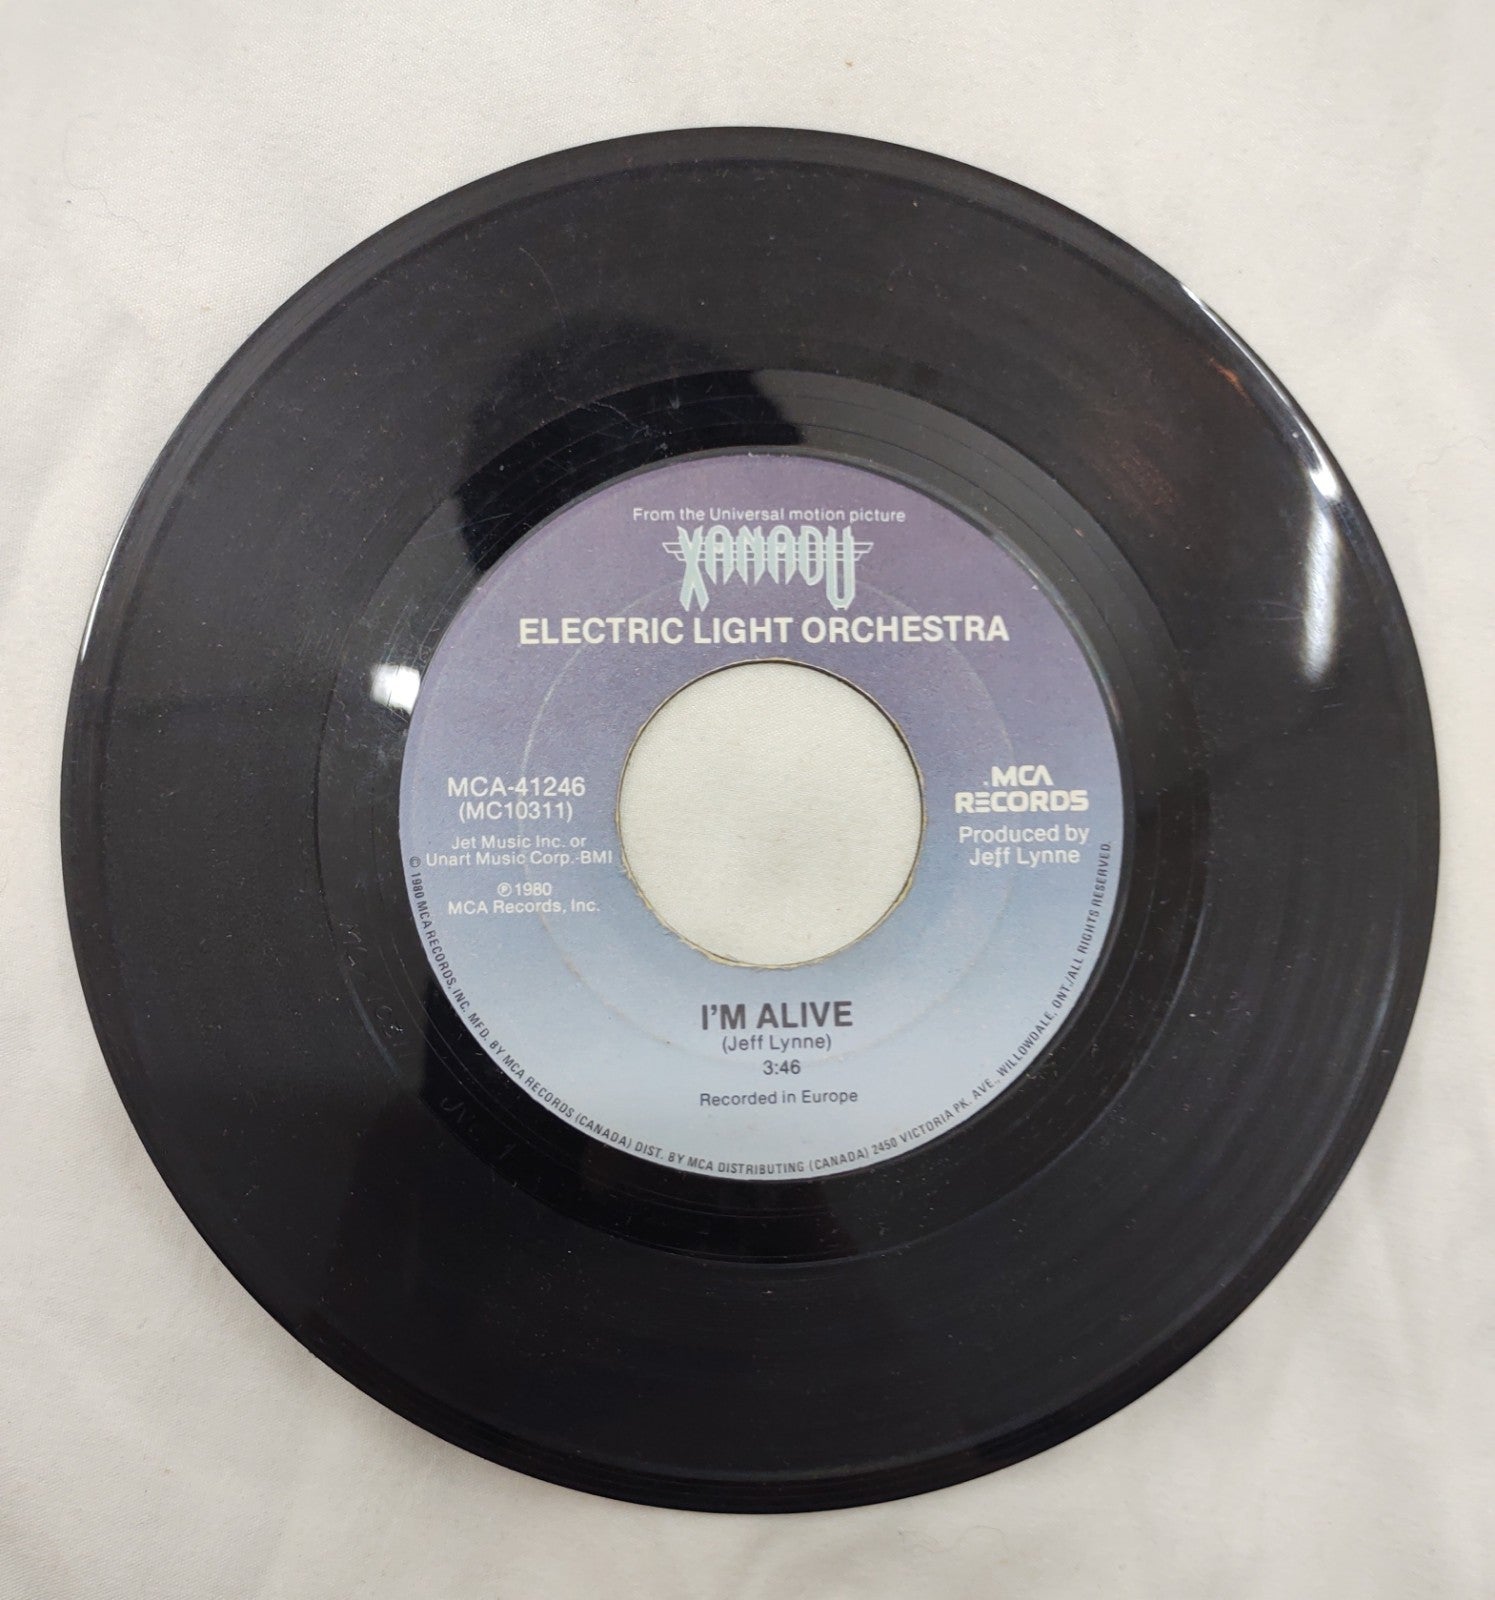 From the Universal motion picture
XANADU
ELECTRIC LIGHT ORCHESTRA
MCA-41246
(MC10311)
Jet Music Inc. or
Unart Music Corp.-BMI
℗ 1980
MCA Records, Inc.
MCA
RECORDS
Produced by
Jeff Lynne
I'M ALIVE
(Jeff Lynne)
3:46
Recorded in Europe
© 1980 MCA RECORDS, INC. MFD. BY MCA RECORDS (CANADA) DIST. BY MCA DISTRIBUTING (CANADA) 2450 VICTORIA PK. AVE., WILLOWDALE, ONT./ALL RIGHTS RESERVED.